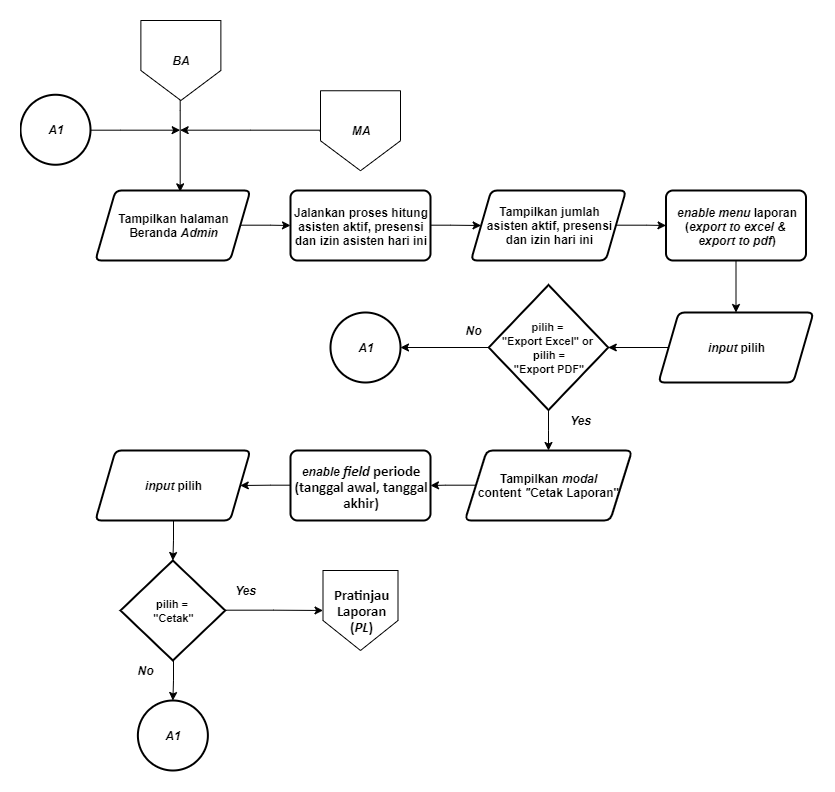 BA
A1
MA
Tampilkan halaman
Beranda Admin
Jalankan proses hitung
asisten aktif, presensi
dan izin asisten hari ini
Tampilkan jumlah
asisten aktif, presensi
dan izin hari ini
enable menu laporan
(export to excel &
export to pdf)
A1
No
pilih =
"Export Excel" or
pilih =
"Export PDF"
input pilih
Yes
input pilih
enable field periode
(tanggal awal, tanggal
akhir)
Tampilkan modal
content "Cetak Laporan"
pilih =
"Cetak"
Yes
Pratinjau
Laporan
(PL)
No
A1